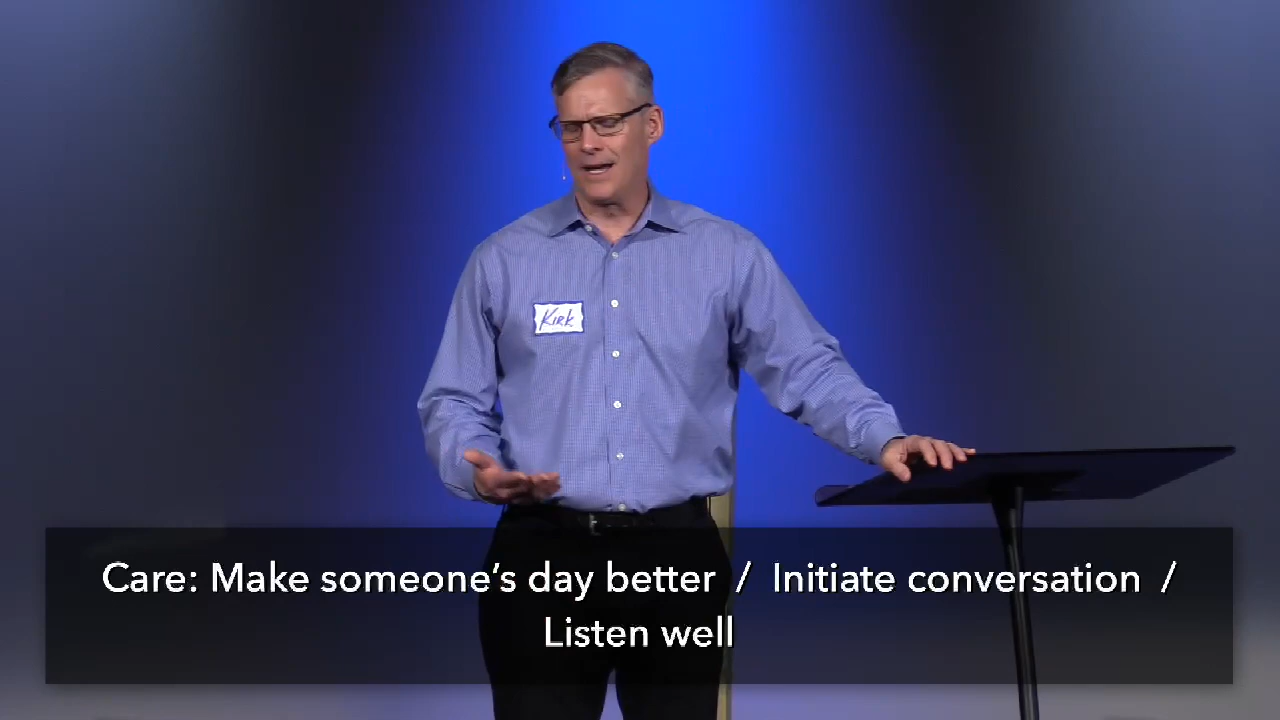 KIRK
Care: Make someone's day better / Initiate conversation /
Listen well